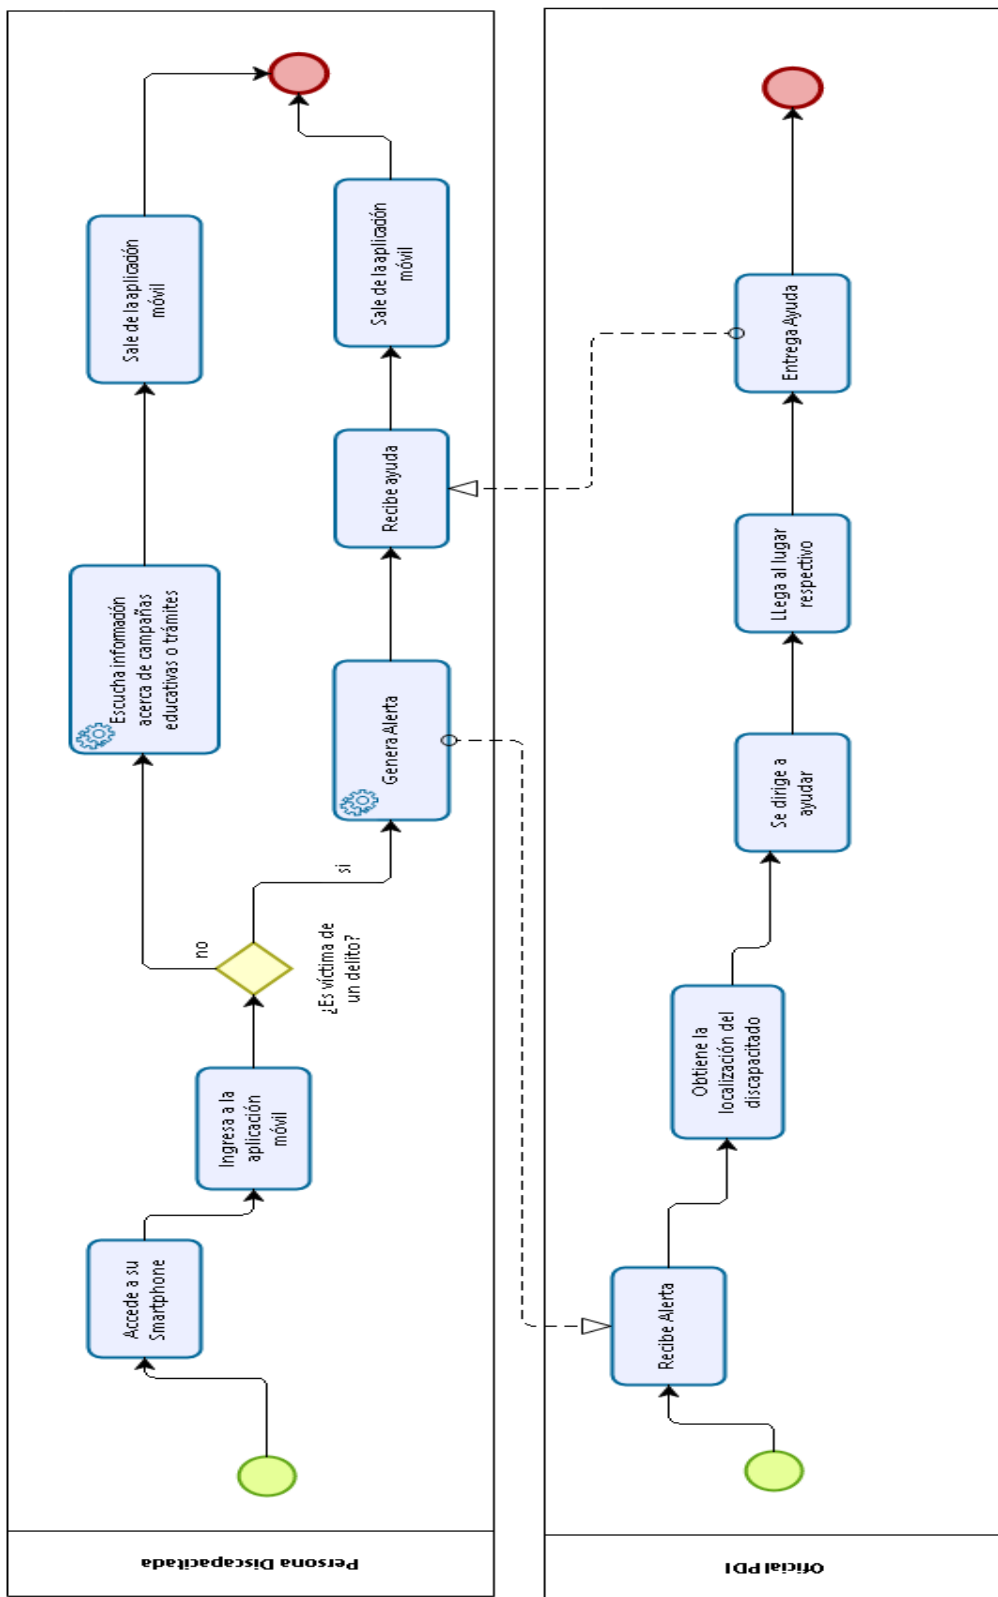 Persona Discapacitada
Accede a su
Smartphone
Ingresa a la
aplicación
móvil
¿Es víctima de
un delito?
no
si
Escucha información
acerca de campañas
educativas o trámites
Sale de la aplicación
móvil
Genera Alerta
Recibe ayuda
Sale de la aplicación
móvil
Oficial PDI
Recibe Alerta
Obtiene la
localización del
discapacitado
Se dirige a
ayudar
LLega al lugar
respectivo
Entrega Ayuda